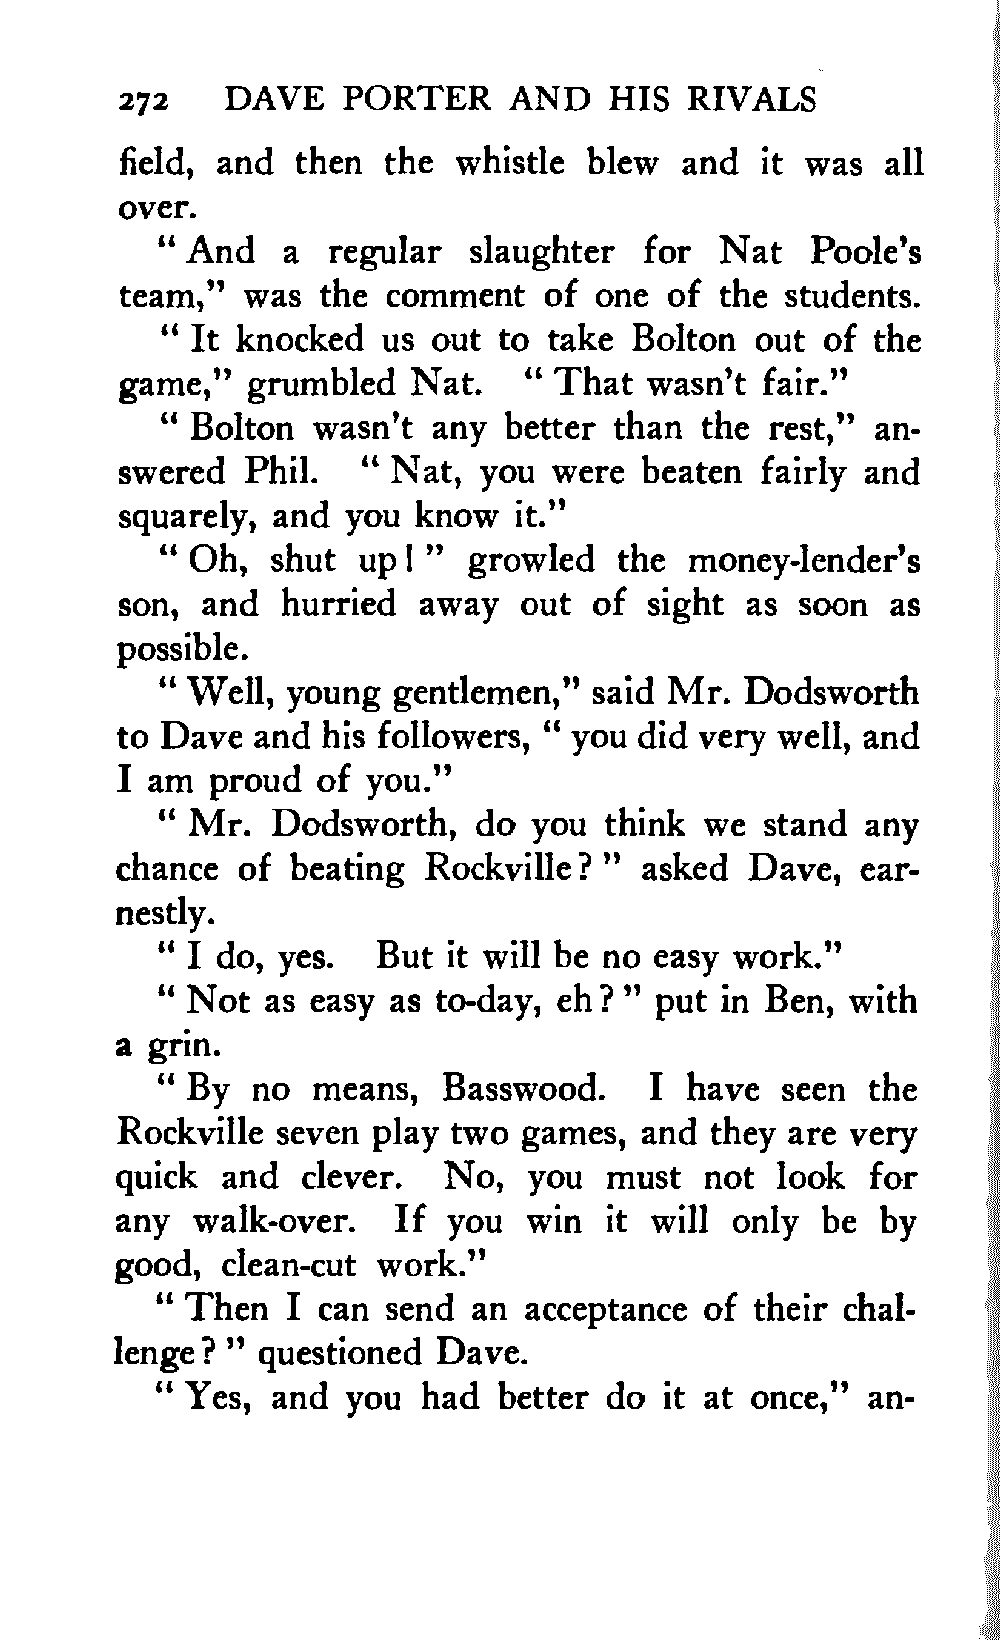 272 DAVE PORTER AND HIS RIVALS
field, and then the whistle blew and it was all
over.
" And a regular slaughter for Nat Poole's
team," was the comment of one of the students.
" It knocked us out to take Bolton out of the
game," grumbled Nat. " That wasn't fair."
" Bolton wasn't any better than the rest," an-
swered Phil. " Nat, you were beaten fairly and
squarely, and you know it."
" Oh, shut up ! " growled the money-lender's
son, and hurried away out of sight as soon as
possible.
" Well, young gentlemen," said Mr. Dodsworth
to Dave and his followers, " you did very well, and
I am proud of you."
" Mr. Dodsworth, do you think we stand any
chance of beating Rockville ? " asked Dave, ear-
nestly.
" I do, yes. But it will be no easy work."
" Not as easy as to-day, eh ? " put in Ben, with
a grin.
" By no means, Basswood. I have seen the
Rockville seven play two games, and they are very
quick and clever. No, you must not look for
any walk-over. If you win it will only be by
good, clean-cut work."
" Then I can send an acceptance of their chal-
lenge ? " questioned Dave.
" Yes, and you had better do it at once," an-